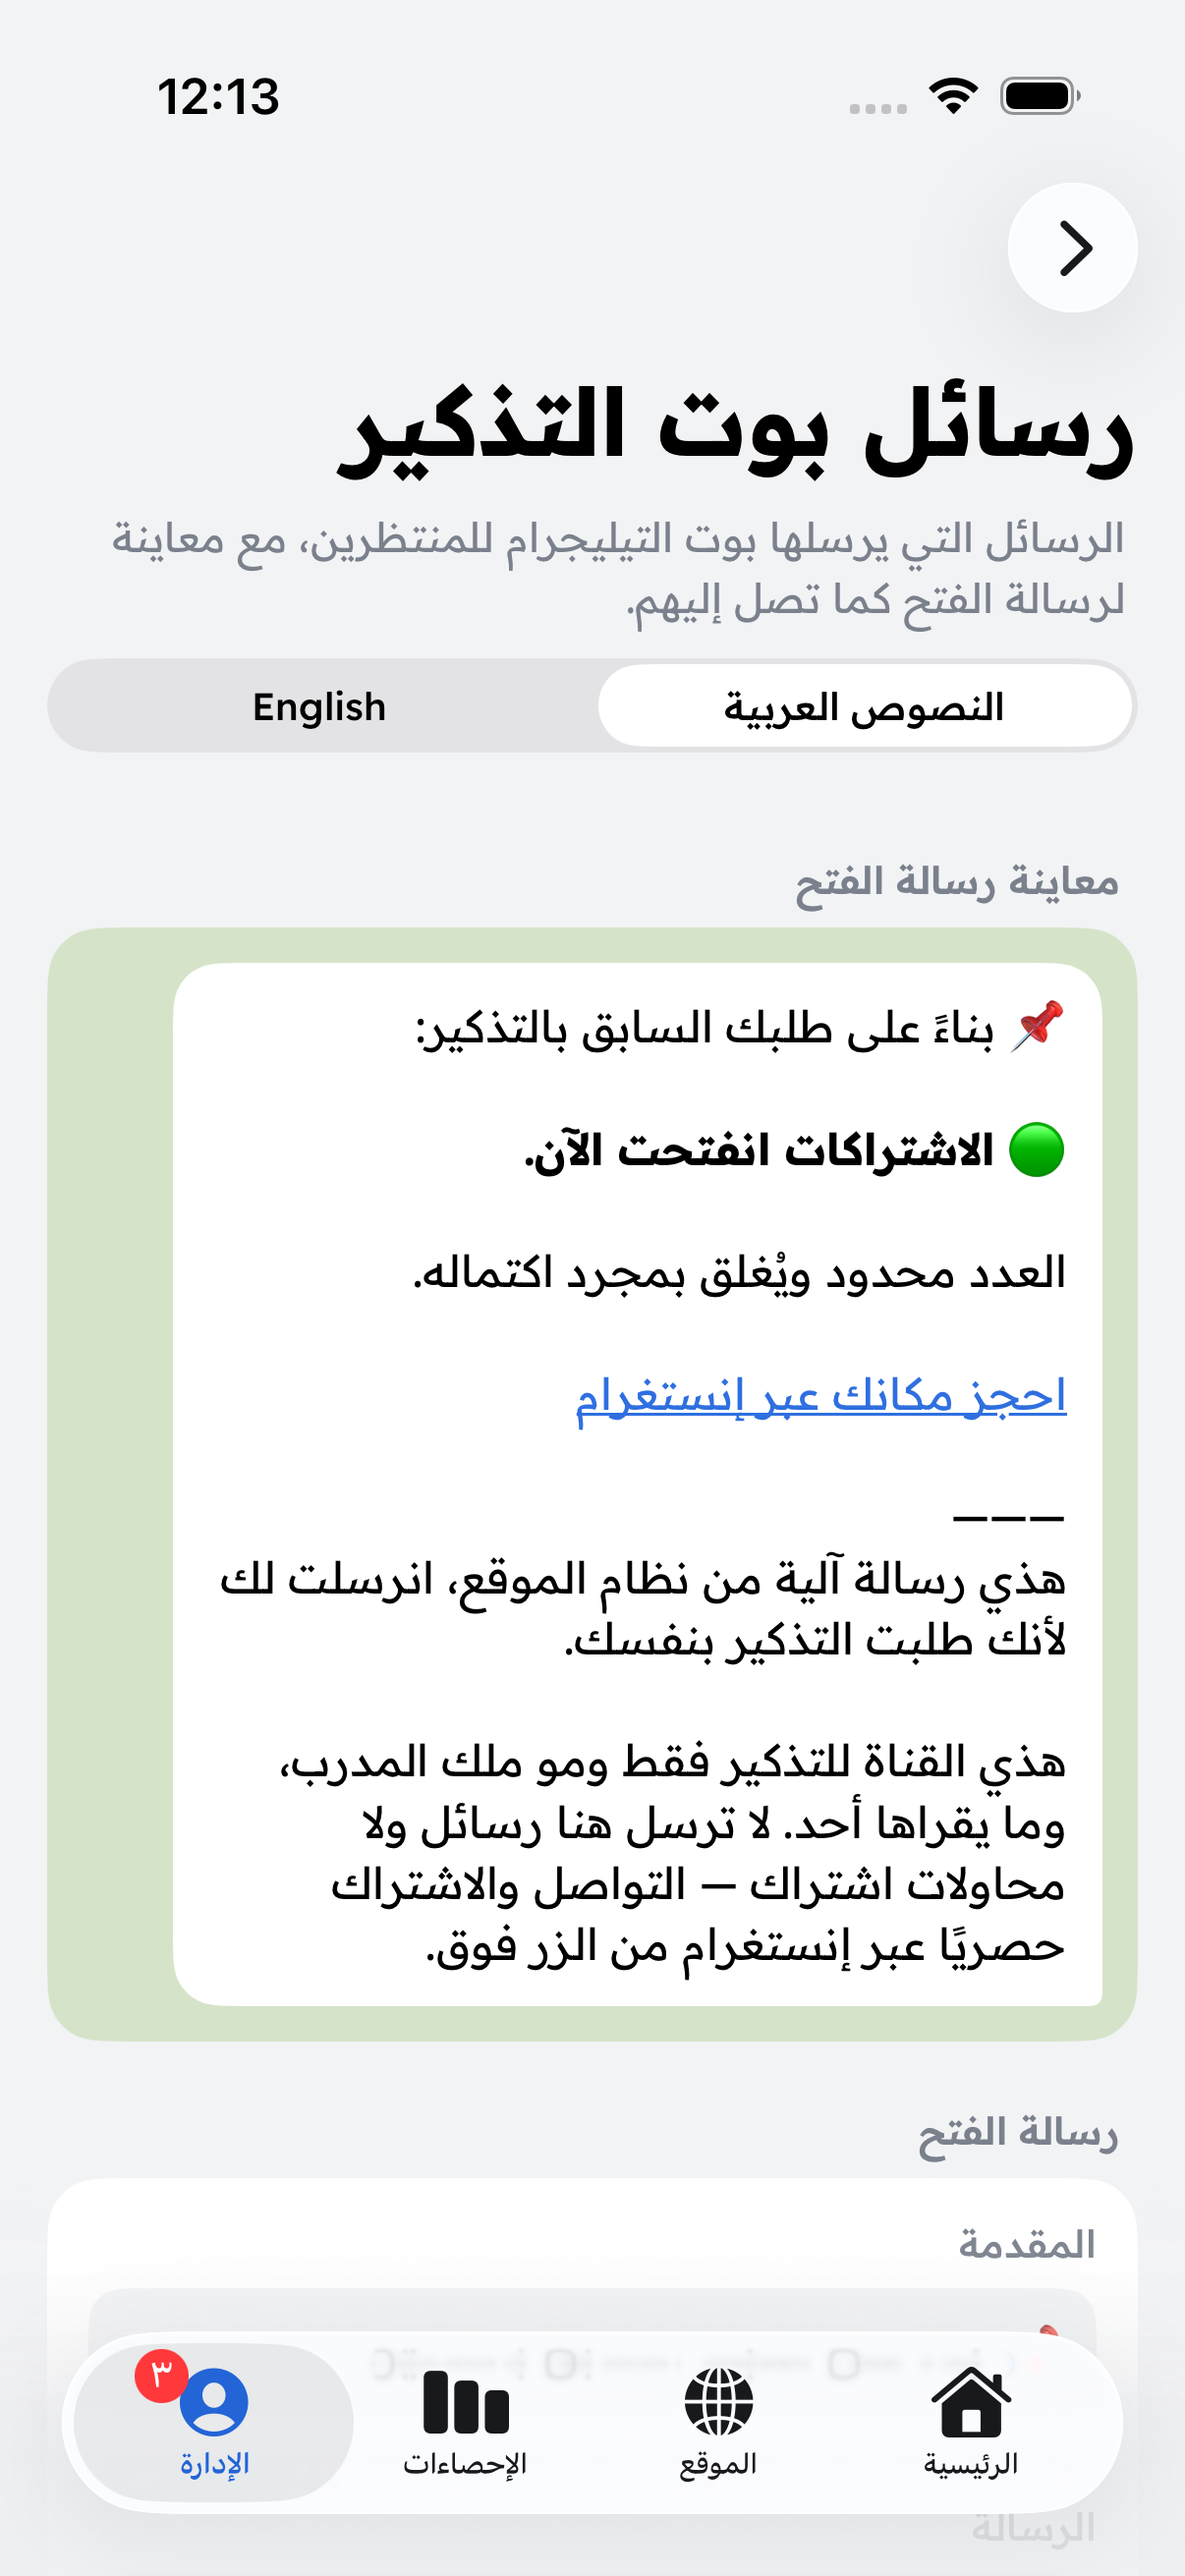 12:13
رسائل بوت التذكير
الرسائل التي يرسلها بوت التيليجرام للمنتظرين، مع معاينة
لرسالة الفتح كما تصل إليهم.
النصوص العربية
English
معاينة رسالة الفتح
📌 بناءً على طلبك السابق بالتذكير:
🟢 الاشتراكات انفتحت الآن.
العدد محدود ويُغلق بمجرد اكتماله.
احجز مكانك عبر إنستغرام
———
هذي رسالة آلية من نظام الموقع، انرسلت لك
لأنك طلبت التذكير بنفسك.
هذي القناة للتذكير فقط ومو ملك المدرب،
وما يقراها أحد. لا ترسل هنا رسائل ولا
محاولات اشتراك — التواصل والاشتراك
حصريًا عبر إنستغرام من الزر فوق.
رسالة الفتح
المقدمة
الرئيسية
الموقع
الإحصاءات
٣
الإدارة
الرسالة